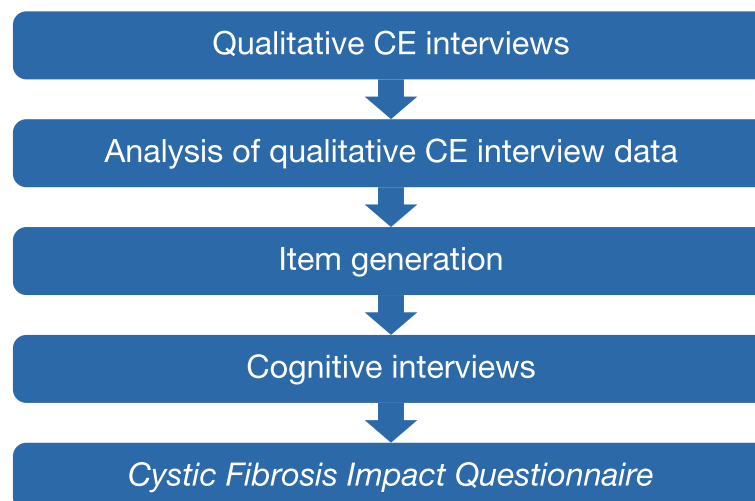 Qualitative CE interviews
Analysis of qualitative CE interview data
Item generation
Cognitive interviews
Cystic Fibrosis Impact Questionnaire